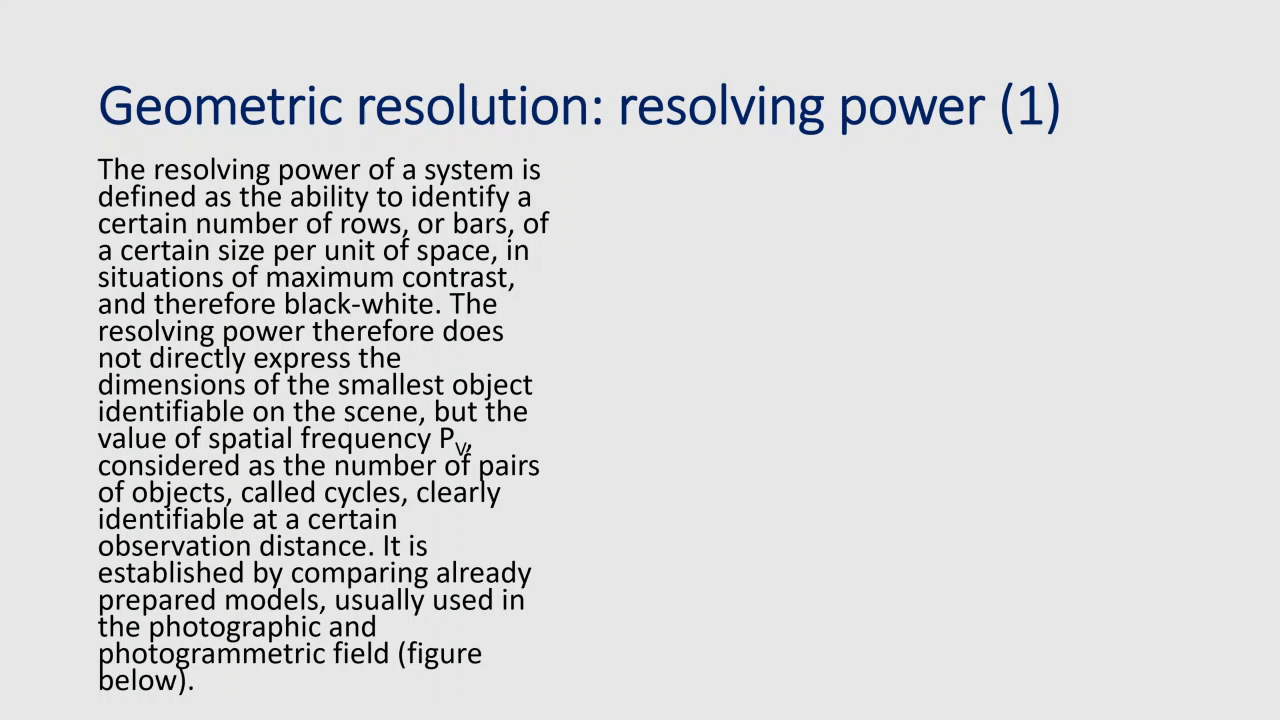 Geometric resolution: resolving power (1)
The resolving power of a system is
defined as the ability to identify a
certain number of rows, or bars, of
a certain size per unit of space, in
situations of maximum contrast,
and therefore black-white. The
resolving power therefore does
not directly express the
dimensions of the smallest object
identifiable on the scene, but the
value of spatial frequency PV,
considered as the number of pairs
of objects, called cycles, clearly
identifiable at a certain
observation distance. It is
established by comparing already
prepared models, usually used in
the photographic and
photogrammetric field (figure
below).